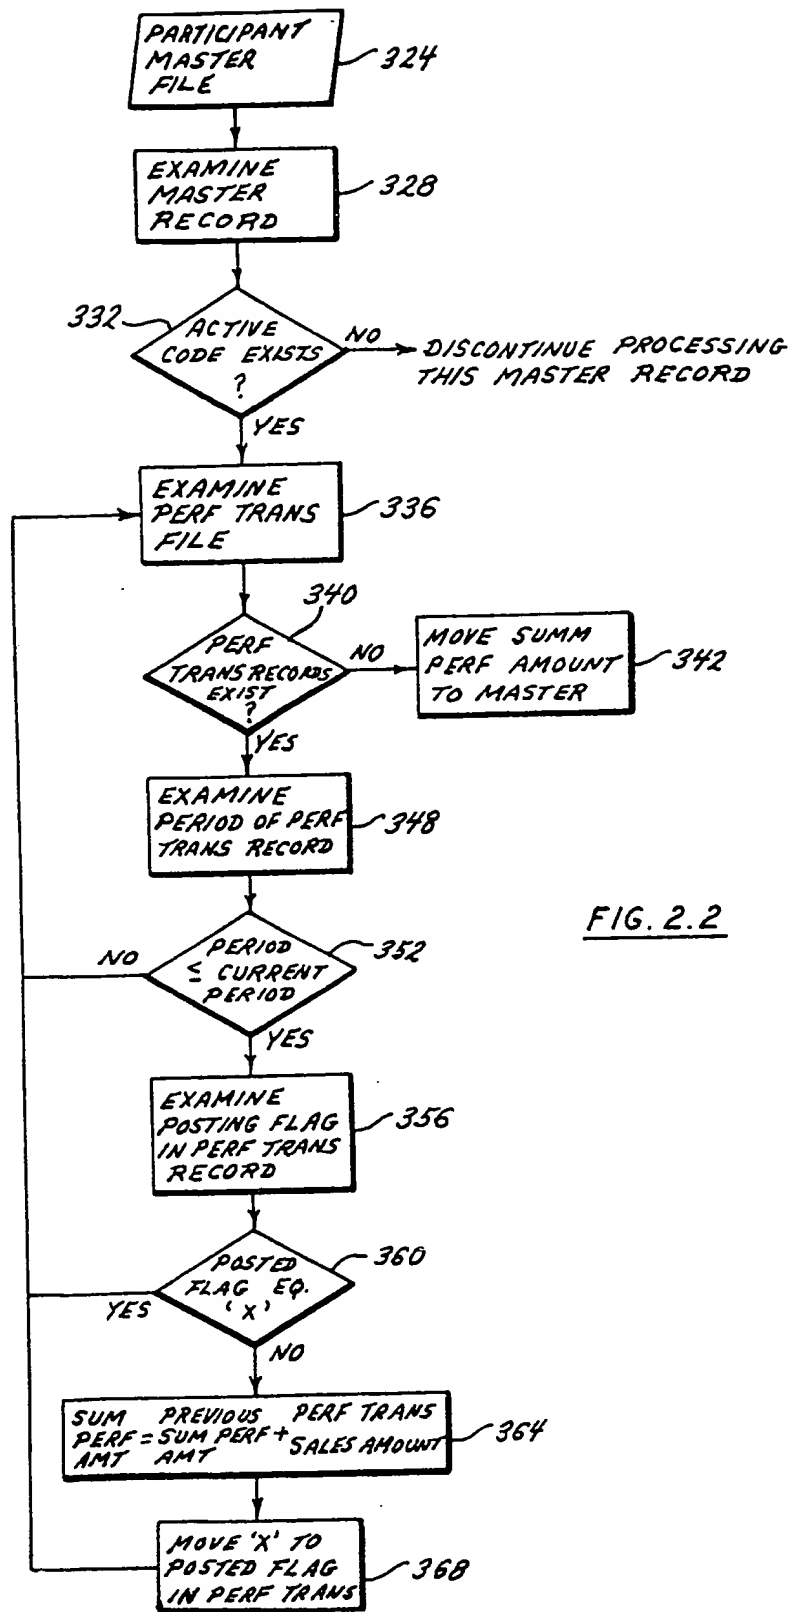 PARTICIPANT
MASTER
FILE
324
EXAMINE
MASTER
RECORD
328
332
ACTIVE
CODE EXISTS
?
NO
DISCONTINUE PROCESSING
THIS MASTER RECORD
YES
EXAMINE
PERF TRANS
FILE
336
340
PERF
TRANS RECORDS
EXIST
?
NO
MOVE SUMM
PERF AMOUNT
TO MASTER
342
YES
EXAMINE
PERIOD OF PERF
TRANS RECORD
348
FIG. 2.2
PERIOD
≤ CURRENT
PERIOD
352
NO
YES
EXAMINE
POSTING FLAG
IN PERF TRANS
RECORD
356
POSTED
FLAG EQ.
'X'
360
YES
NO
SUM PREVIOUS PERF TRANS
PERF = SUM PERF + SALES AMOUNT
AMT AMT
364
MOVE 'X' TO
POSTED FLAG
IN PERF TRANS
368